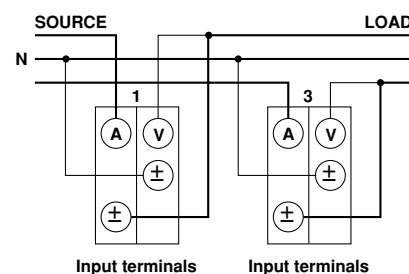 SOURCE LOAD
N
1 3
A V A V
± ±
± ±
Input terminals Input terminals